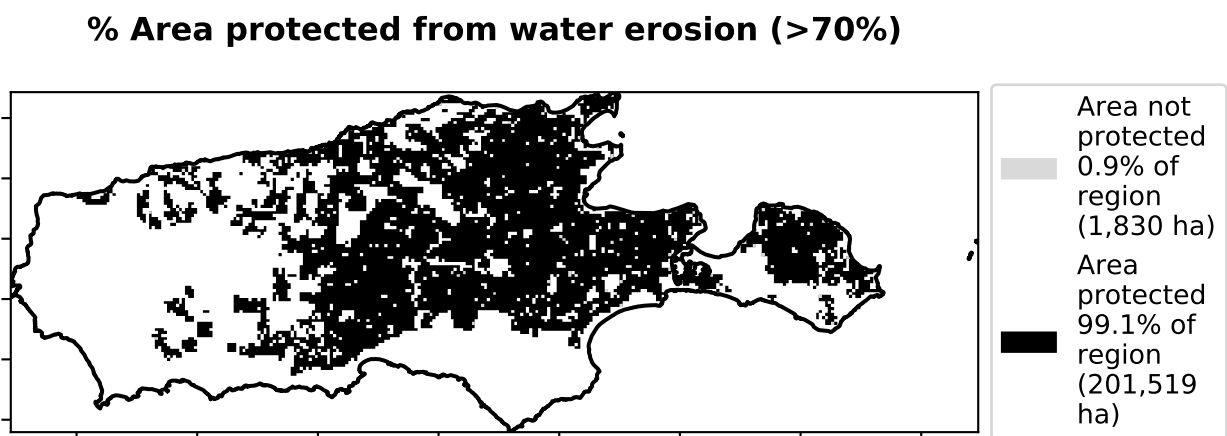 % Area protected from water erosion (>70%)
Area not
protected
0.9% of
region
(1,830 ha)
Area
protected
99.1% of
region
(201,519
ha)